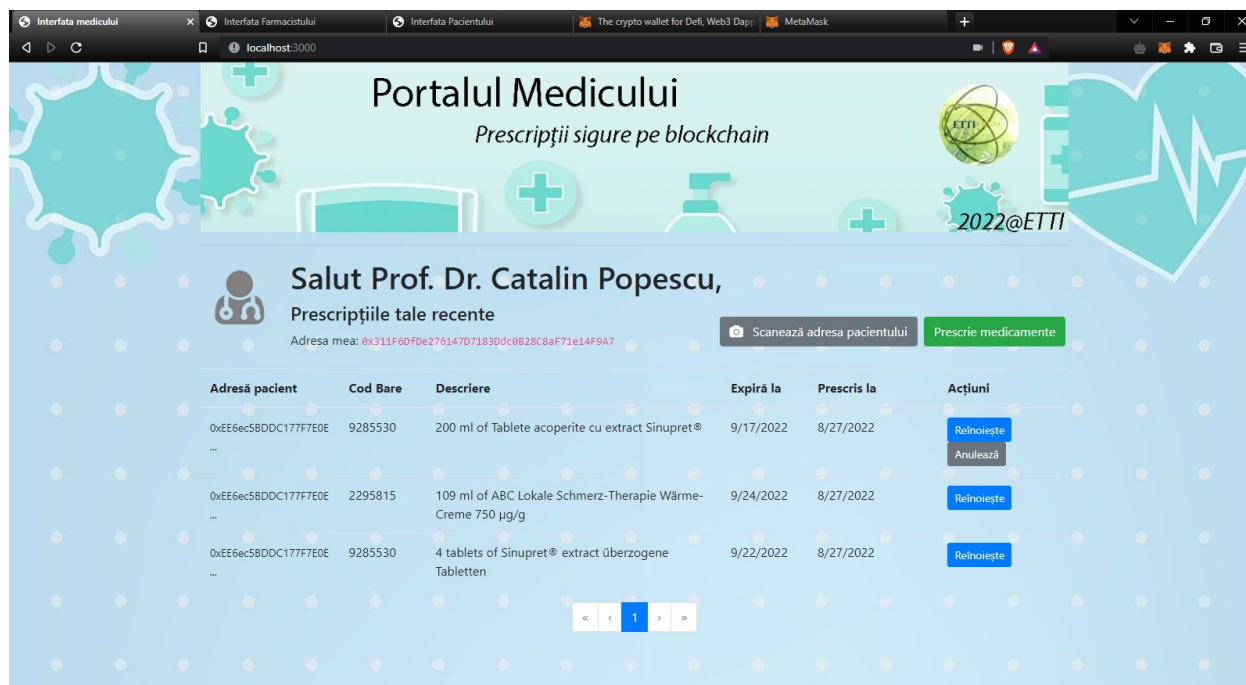 Interfata medicului
Interfata Farmacistului
Interfata Pacientului
The crypto wallet for Defi, Web3 Dapp
MetaMask
localhost:3000
Portalul Medicului
Prescripții sigure pe blockchain
ETTI
2022@ETTI
Salut Prof. Dr. Catalin Popescu,
Prescripțiile tale recente
Adresa mea: 0x311F6DfDe276147D7183Ddc0B28C8aF71e14F9A7
Scanează adresa pacientului
Prescrie medicamente
Adresă pacient Cod Bare Descriere Expiră la Prescris la Acțiuni
0xEE6ec5BDDC177F7E0E 9285530 200 ml of Tablete acoperite cu extract Sinupret® 9/17/2022 8/27/2022 Reînoiește
... Anulează
0xEE6ec5BDDC177F7E0E 2295815 109 ml of ABC Lokale Schmerz-Therapie Wärme- 9/24/2022 8/27/2022 Reînoiește
... Creme 750 µg/g
0xEE6ec5BDDC177F7E0E 9285530 4 tablets of Sinupret® extract überzogene 9/22/2022 8/27/2022 Reînoiește
... Tabletten
« ‹ 1 › »